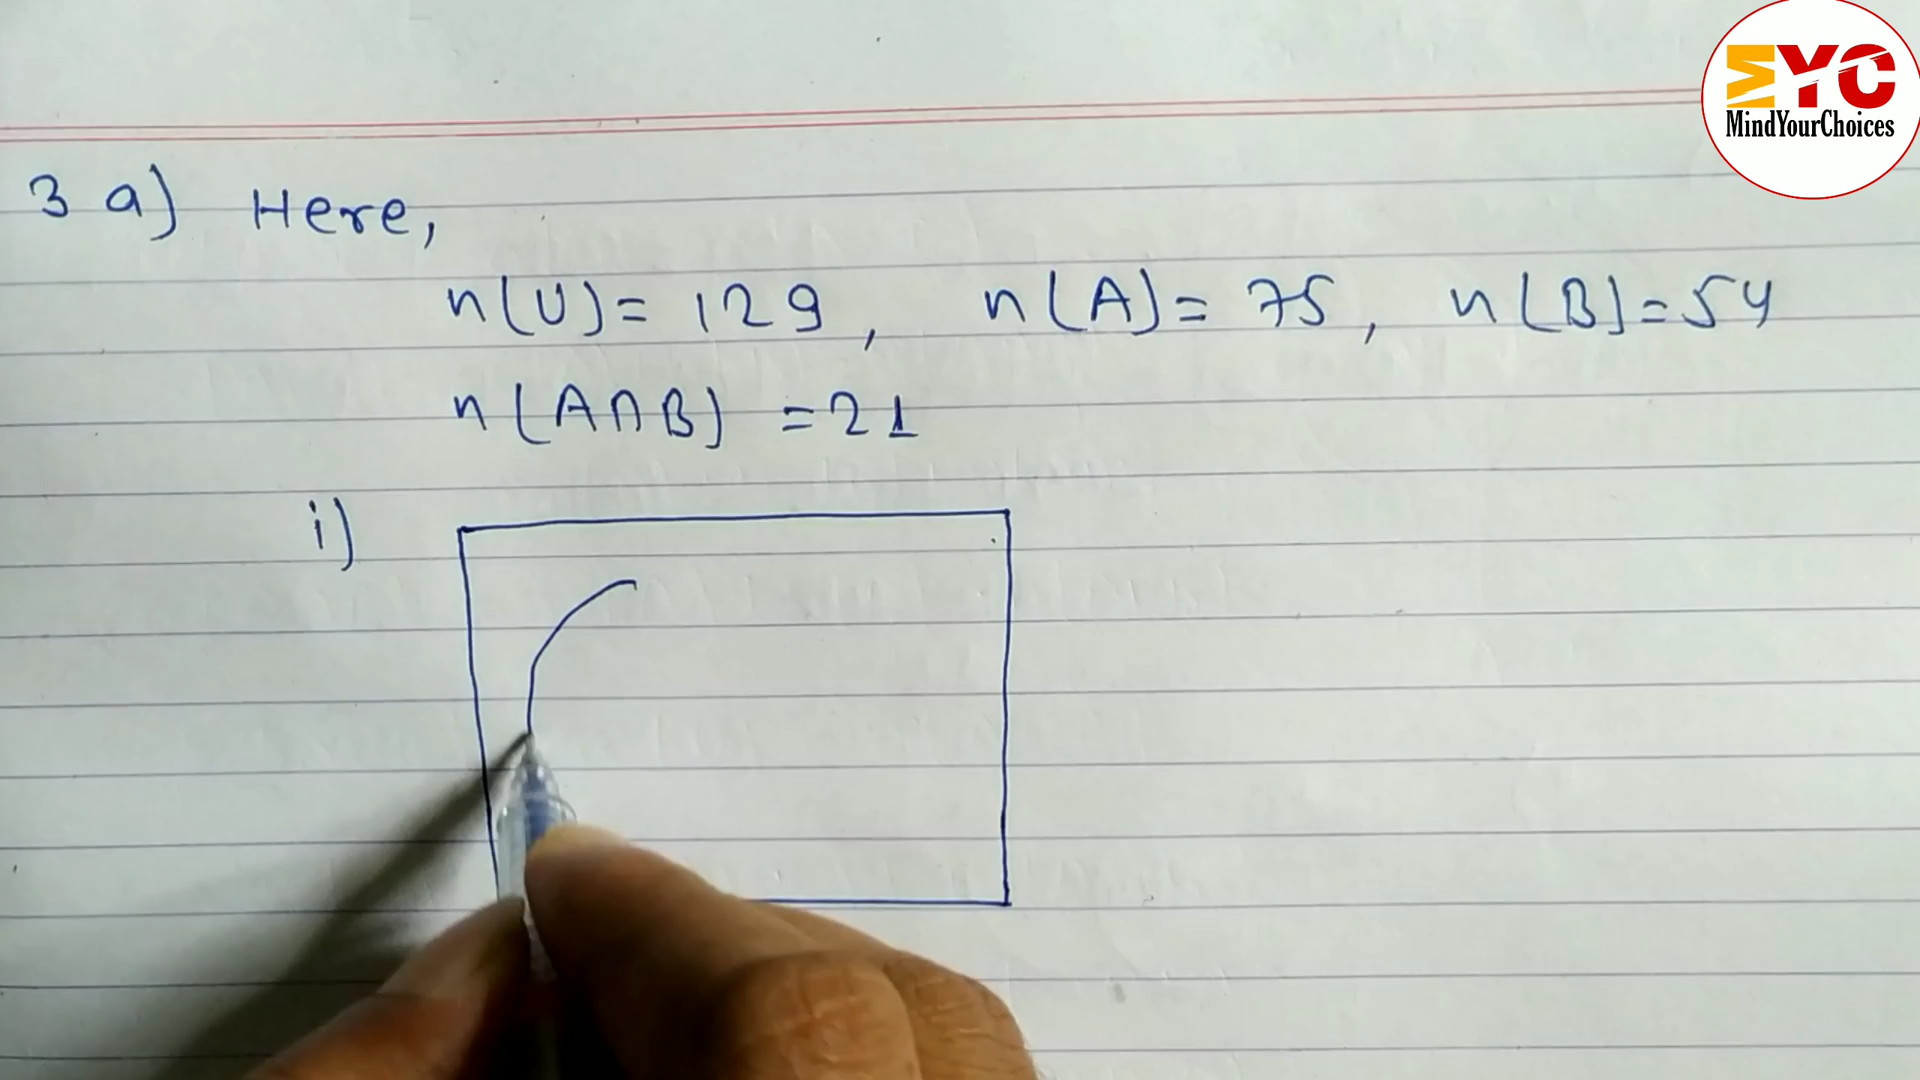 MYC
MindYourChoices
3 a) Here,
n(U)= 129, n(A)= 75, n(B)=54
n(A∩B) =21
i)